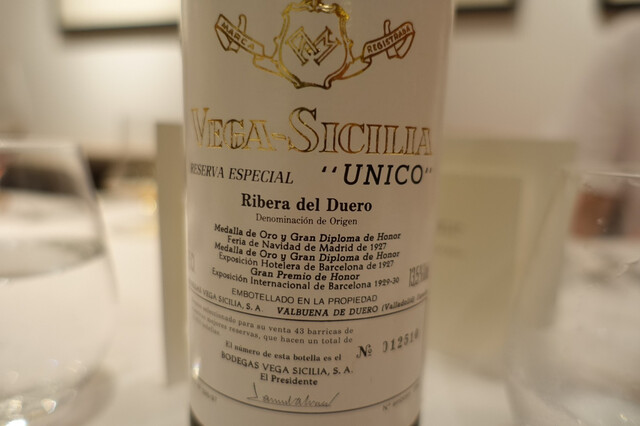 MARCA REGISTRADA
VEGA-SICILIA
RESERVA ESPECIAL "UNICO"
Ribera del Duero
Denominación de Origen
Medalla de Oro y Gran Diploma de Honor
Feria de Navidad de Madrid de 1927
Medalla de Oro y Gran Diploma de Honor
Exposición Hotelera de Barcelona de 1927
Gran Premio de Honor
Exposición Internacional de Barcelona 1929-30
EMBOTELLADO EN LA PROPIEDAD
VEGA SICILIA, S. A VALBUENA DE DUERO (Valladolid)
para su venta 43 barricas de
reservas, que hacen un total de
El número de esta botella es el Nº 012510
BODEGAS VEGA SICILIA, S. A.
El Presidente